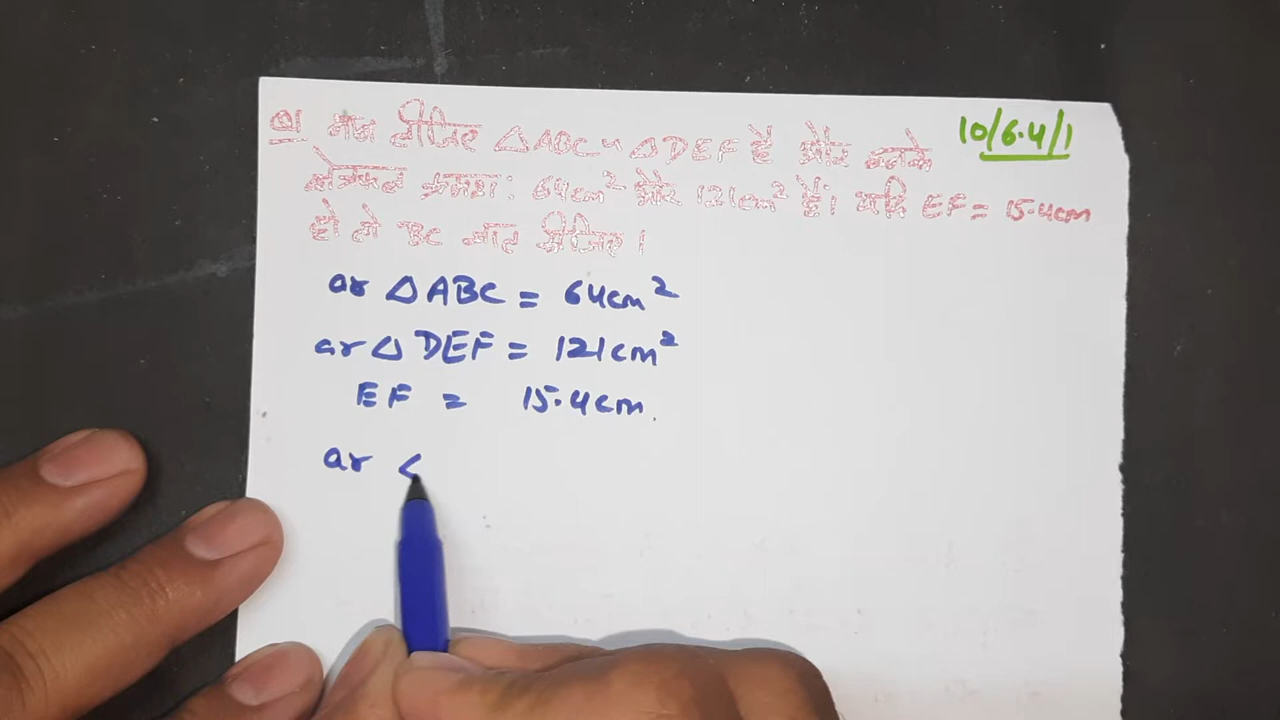 Q1 मान लीजिए △ABC ~ △DEF है और इनके 10/6.4/1
क्षेत्रफल क्रमशः 64cm² और 121cm² हैं। यदि EF = 15.4cm
हो तो BC ज्ञात कीजिए।
ar △ ABC = 64cm²
ar △ DEF = 121cm²
EF = 15.4cm.
ar